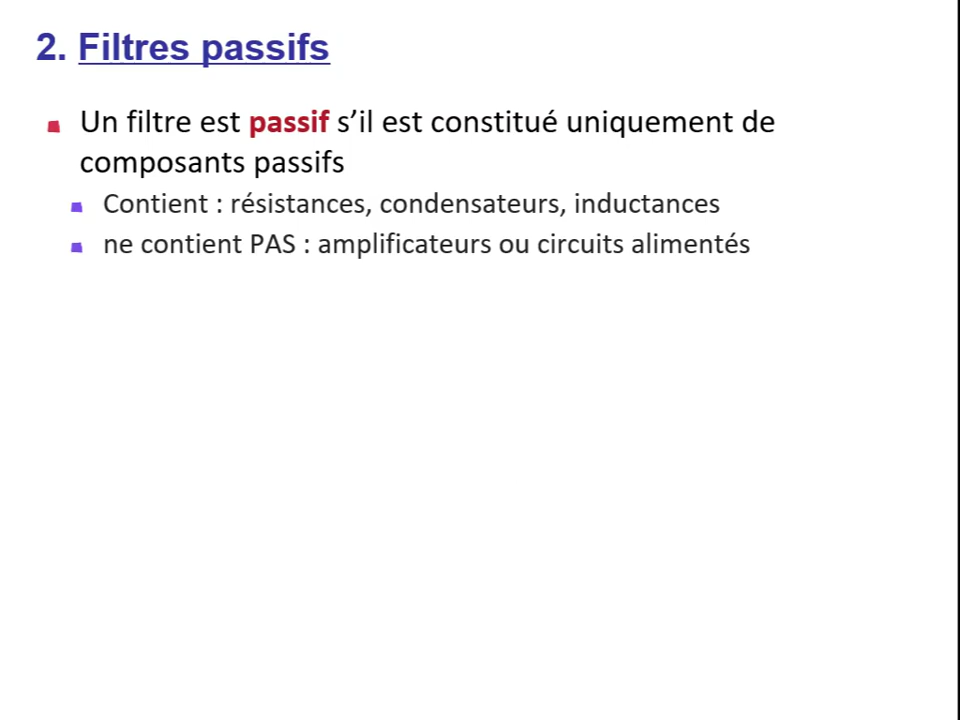 2. Filtres passifs
Un filtre est passif s’il est constitué uniquement de
composants passifs
Contient : résistances, condensateurs, inductances
ne contient PAS : amplificateurs ou circuits alimentés